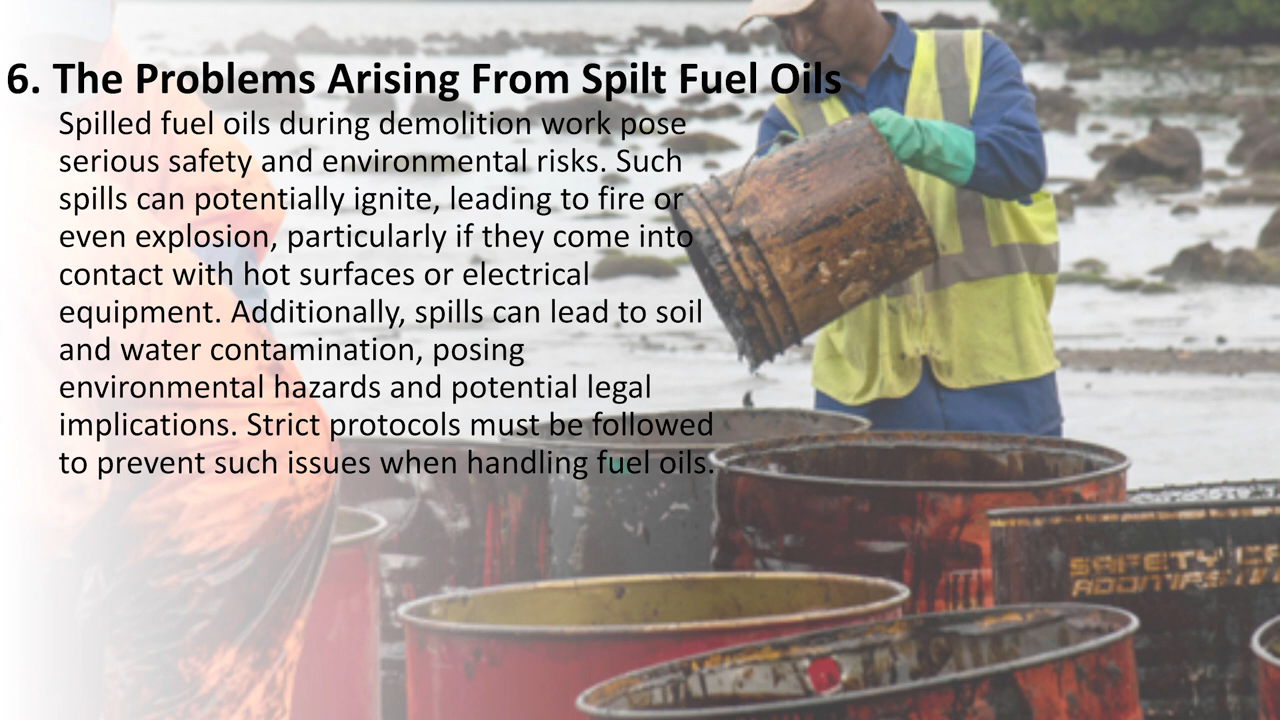 6. The Problems Arising From Spilt Fuel Oils
Spilled fuel oils during demolition work pose
serious safety and environmental risks. Such
spills can potentially ignite, leading to fire or
even explosion, particularly if they come into
contact with hot surfaces or electrical
equipment. Additionally, spills can lead to soil
and water contamination, posing
environmental hazards and potential legal
implications. Strict protocols must be followed
to prevent such issues when handling fuel oils.
SAFETY